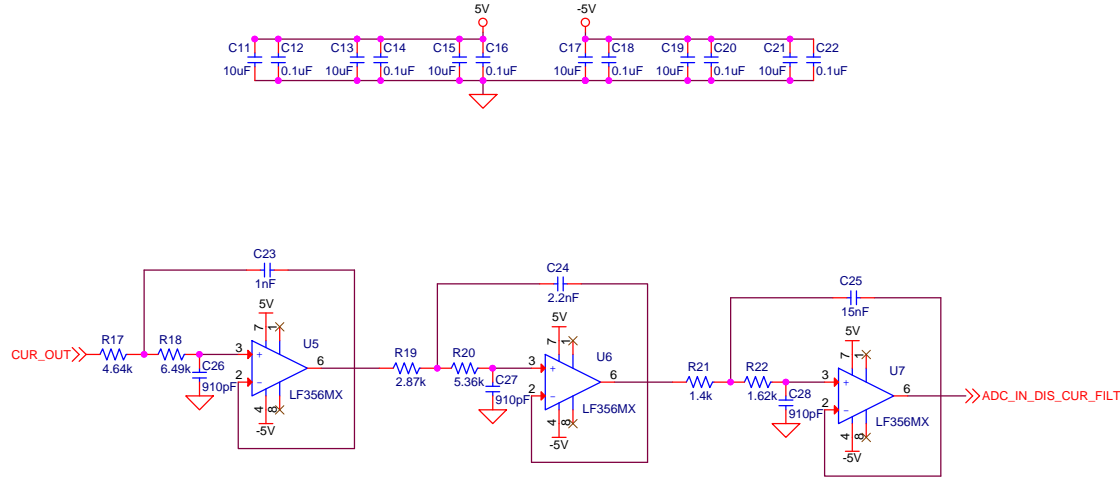 5V -5V
C11 C12 C13 C14 C15 C16 C17 C18 C19 C20 C21 C22
10uF 0.1uF 10uF 0.1uF 10uF 0.1uF 10uF 0.1uF 10uF 0.1uF 10uF 0.1uF
C23
1nF
C24
2.2nF
C25
15nF
5V
7 1
U5
CUR_OUT
R17
4.64k
R18
6.49k
3
2
6
C26
910pF
LF356MX
4 8
-5V
5V
7 1
U6
R19
2.87k
R20
5.36k
3
2
6
C27
910pF
LF356MX
4 8
-5V
5V
7 1
U7
R21
1.4k
R22
1.62k
3
2
6
ADC_IN_DIS_CUR_FILT
C28
910pF
LF356MX
4 8
-5V